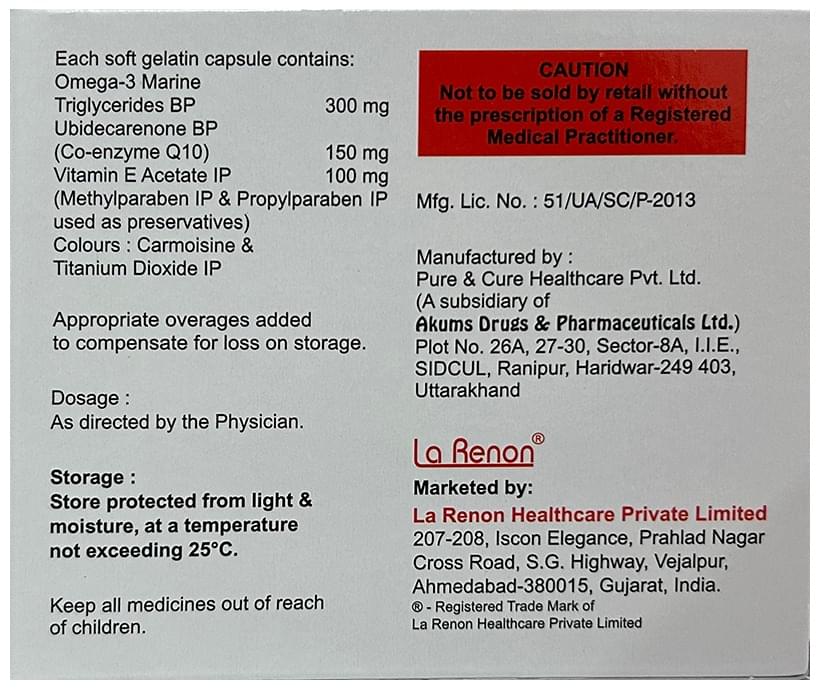 Each soft gelatin capsule contains:
Omega-3 Marine
Triglycerides BP 300 mg
Ubidecarenone BP
(Co-enzyme Q10) 150 mg
Vitamin E Acetate IP 100 mg
(Methylparaben IP & Propylparaben IP
used as preservatives)
Colours : Carmoisine &
Titanium Dioxide IP
Appropriate overages added
to compensate for loss on storage.
Dosage :
As directed by the Physician.
Storage :
Store protected from light &
moisture, at a temperature
not exceeding 25°C.
Keep all medicines out of reach
of children.
CAUTION
Not to be sold by retail without
the prescription of a Registered
Medical Practitioner.
Mfg. Lic. No. : 51/UA/SC/P-2013
Manufactured by :
Pure & Cure Healthcare Pvt. Ltd.
(A subsidiary of
Akums Drugs & Pharmaceuticals Ltd.)
Plot No. 26A, 27-30, Sector-8A, I.I.E.,
SIDCUL, Ranipur, Haridwar-249 403,
Uttarakhand
La Renon®
Marketed by:
La Renon Healthcare Private Limited
207-208, Iscon Elegance, Prahlad Nagar
Cross Road, S.G. Highway, Vejalpur,
Ahmedabad-380015, Gujarat, India.
® - Registered Trade Mark of
La Renon Healthcare Private Limited